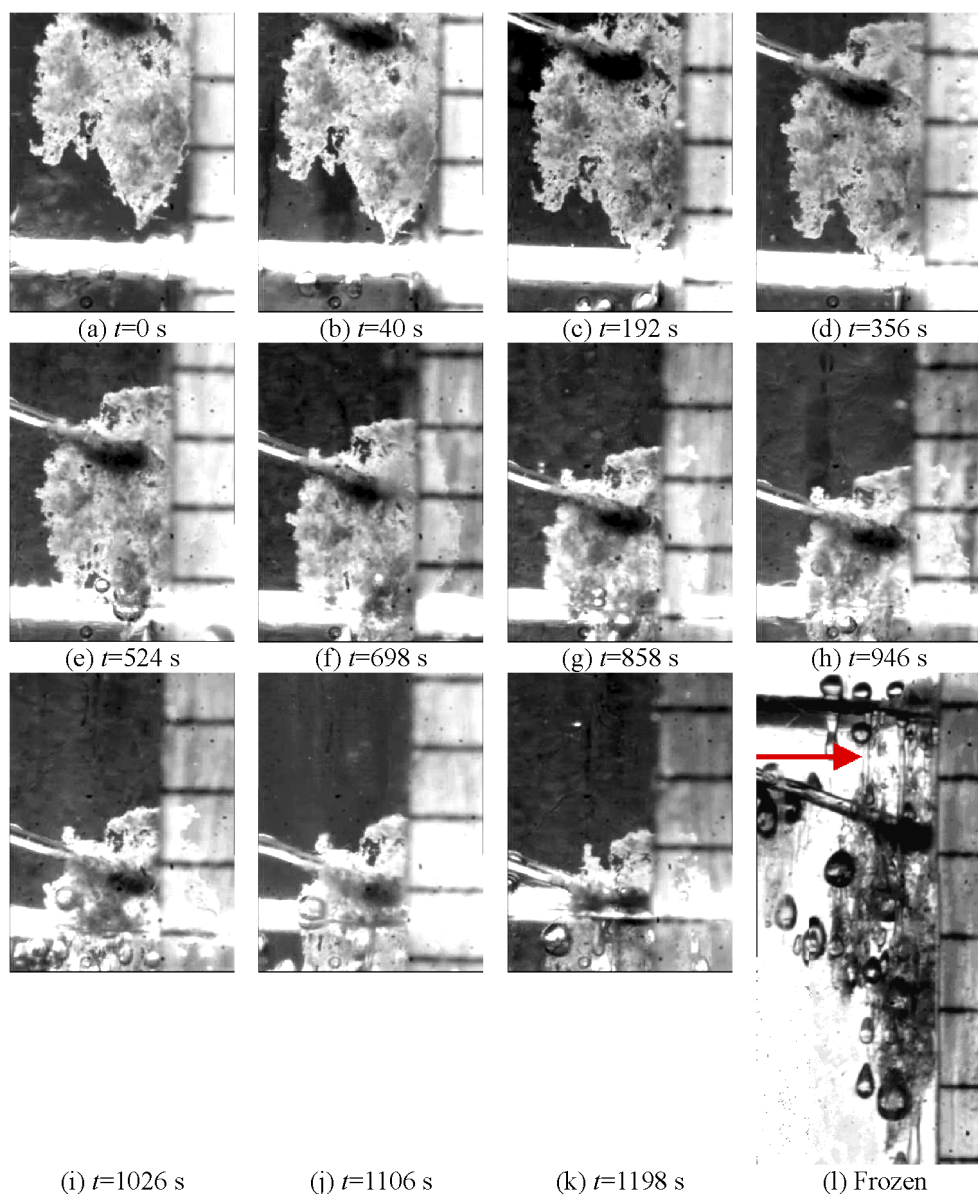 (a) t=0 s (b) t=40 s (c) t=192 s (d) t=356 s
(e) t=524 s (f) t=698 s (g) t=858 s (h) t=946 s
(i) t=1026 s (j) t=1106 s (k) t=1198 s (l) Frozen